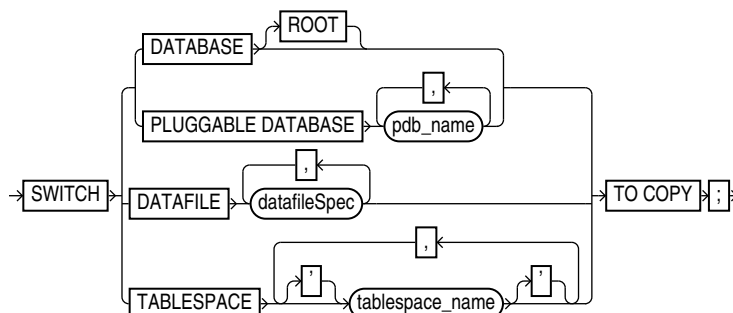 ROOT
DATABASE
,
PLUGGABLE DATABASE pdb_name
,
SWITCH DATAFILE datafileSpec TO COPY ;
,
' '
TABLESPACE tablespace_name